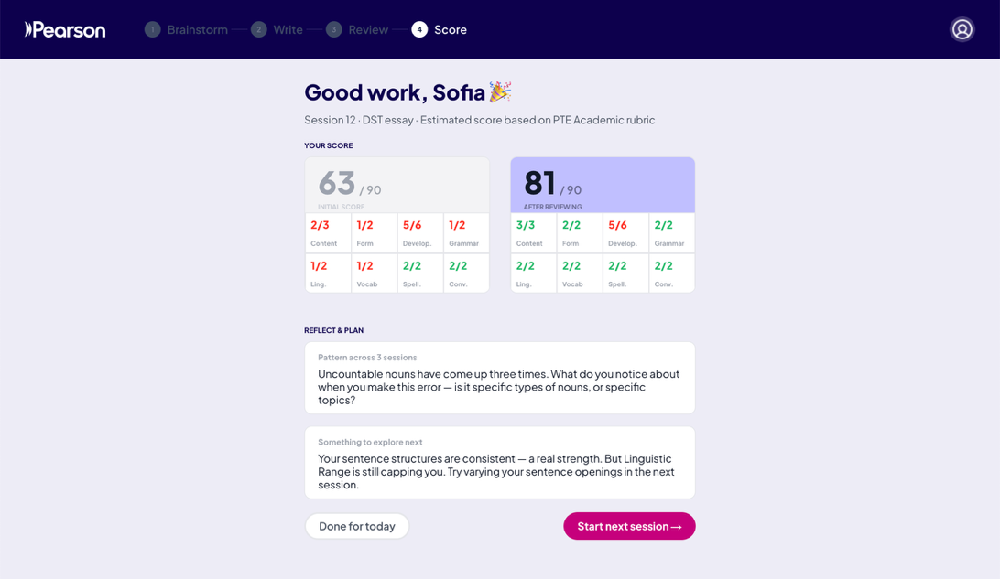 Pearson
1 Brainstorm 2 Write 3 Review 4 Score
Good work, Sofia 🎉
Session 12 · DST essay · Estimated score based on PTE Academic rubric
YOUR SCORE
63 / 90
INITIAL SCORE
2/3 1/2 5/6 1/2
Content Form Develop. Grammar
1/2 1/2 2/2 2/2
Ling. Vocab Spell. Conv.
81 / 90
AFTER REVIEWING
3/3 2/2 5/6 2/2
Content Form Develop. Grammar
2/2 2/2 2/2 2/2
Ling. Vocab Spell. Conv.
REFLECT & PLAN
Pattern across 3 sessions
Uncountable nouns have come up three times. What do you notice about
when you make this error — is it specific types of nouns, or specific
topics?
Something to explore next
Your sentence structures are consistent — a real strength. But Linguistic
Range is still capping you. Try varying your sentence openings in the next
session.
Done for today
Start next session →